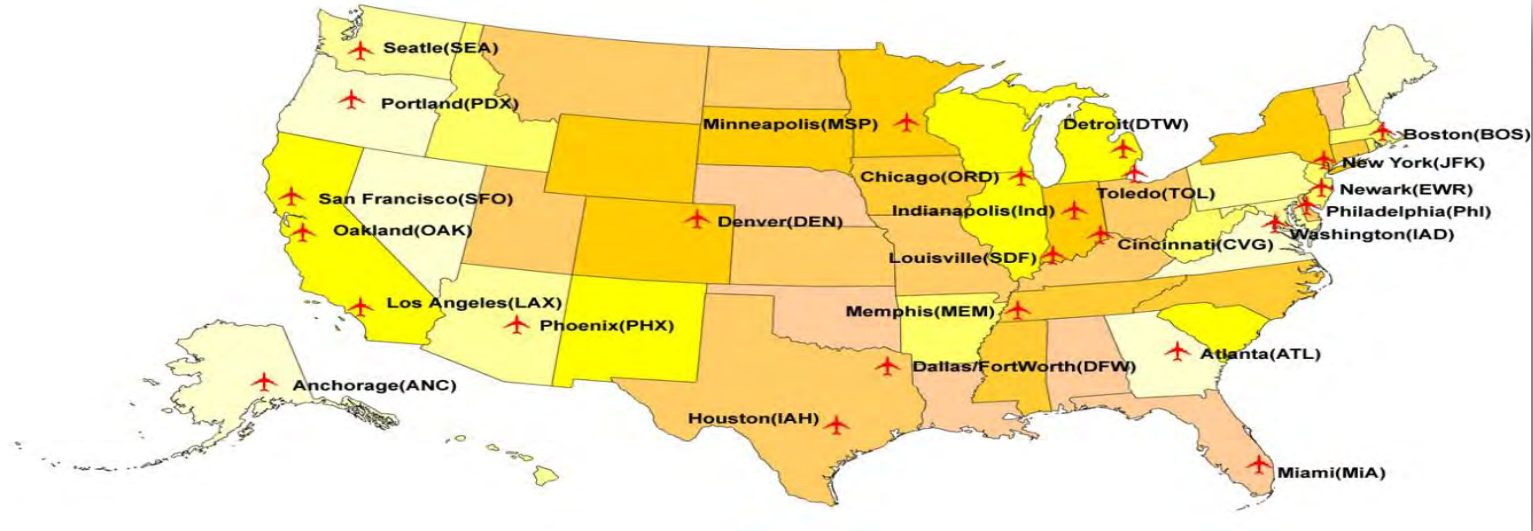 Seatle(SEA)
Portland(PDX)
Minneapolis(MSP)
Detroit(DTW)
Boston(BOS)
New York(JFK)
Chicago(ORD)
Toledo(TOL)
Newark(EWR)
San Francisco(SFO)
Indianapolis(Ind)
Philadelphia(Phl)
Denver(DEN)
Oakland(OAK)
Washington(IAD)
Cincinnati(CVG)
Louisville(SDF)
Los Angeles(LAX)
Memphis(MEM)
Phoenix(PHX)
Atlanta(ATL)
Dallas/FortWorth(DFW)
Anchorage(ANC)
Houston(IAH)
Miami(MiA)